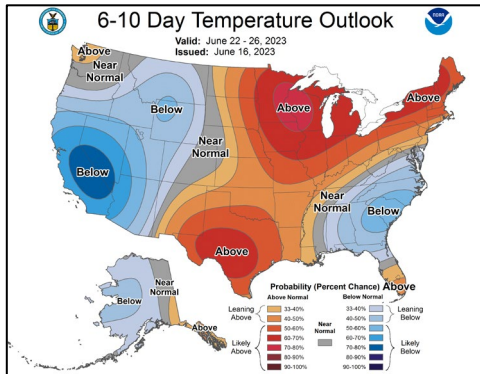 6-10 Day Temperature Outlook
Valid: June 22 - 26, 2023
Issued: June 16, 2023
Above
Near
Normal
Below
Near
Normal
Above
Above
Below
Near
Normal
Below
Above
Above
Near
Normal
Below
Above
Probability (Percent Chance)
Above Normal
Below Normal
Leaning
Above
33-40%
40-50%
33-40%
40-50%
Leaning
Below
Near
Normal
Likely
Above
50-60%
60-70%
70-80%
80-90%
90-100%
50-60%
60-70%
70-80%
80-90%
90-100%
Likely
Below